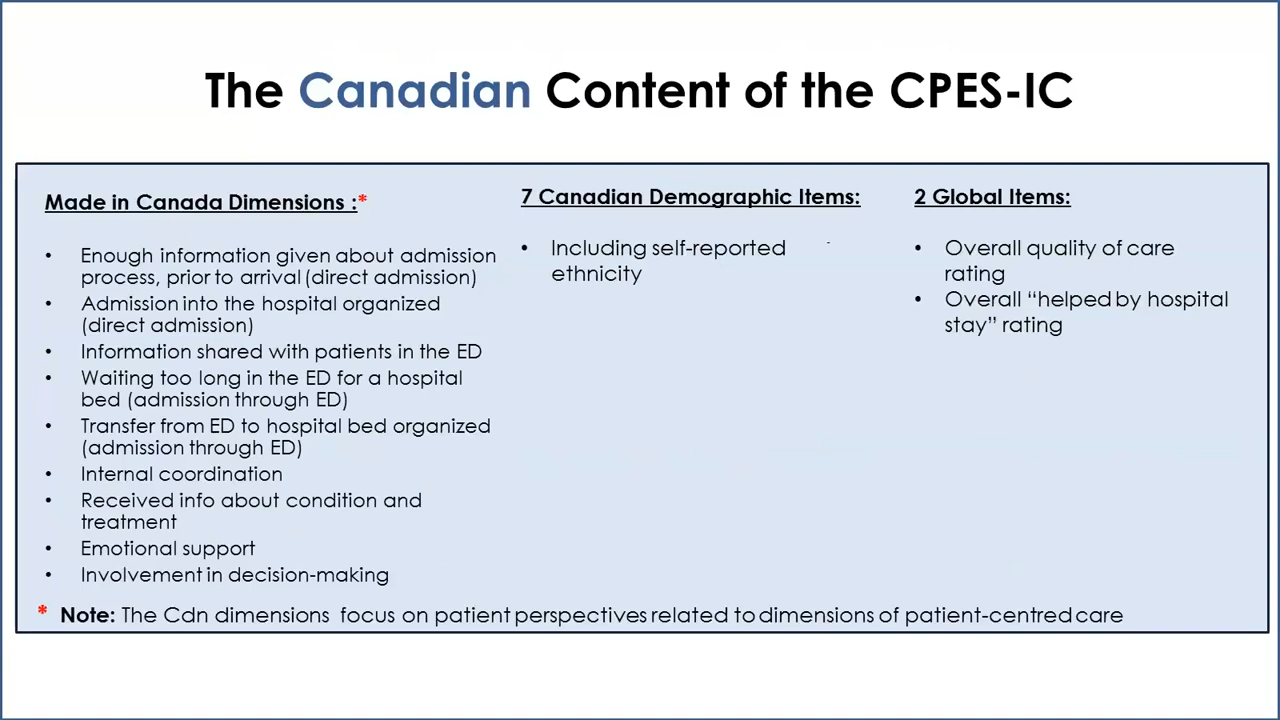 The Canadian Content of the CPES-IC
Made in Canada Dimensions :*
• Enough information given about admission
process, prior to arrival (direct admission)
• Admission into the hospital organized
(direct admission)
• Information shared with patients in the ED
• Waiting too long in the ED for a hospital
bed (admission through ED)
• Transfer from ED to hospital bed organized
(admission through ED)
• Internal coordination
• Received info about condition and
treatment
• Emotional support
• Involvement in decision-making
7 Canadian Demographic Items:
• Including self-reported
ethnicity
2 Global Items:
• Overall quality of care
rating
• Overall “helped by hospital
stay” rating
* Note: The Cdn dimensions focus on patient perspectives related to dimensions of patient-centred care